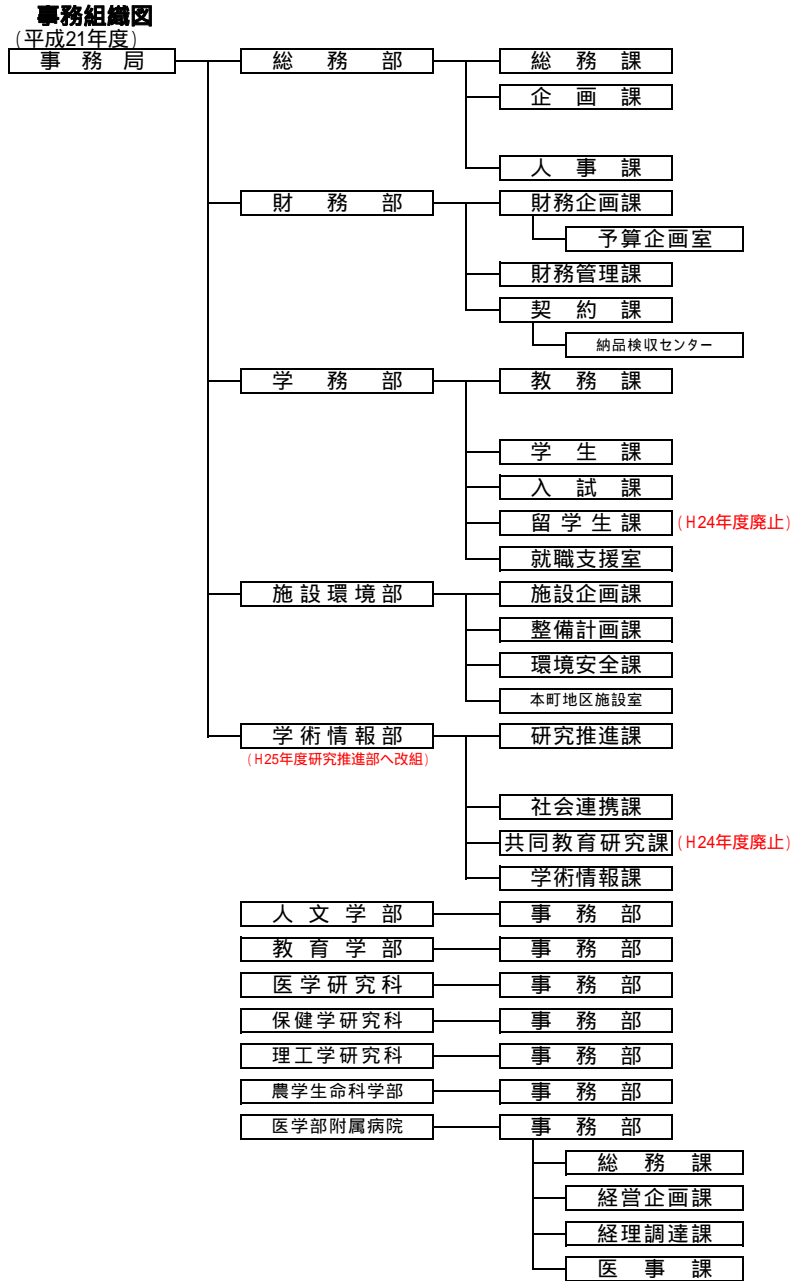 事務組織図
(平成21年度)
事務局 総務部 総務課
企画課
人事課
財務部 財務企画課
予算企画室
財務管理課
契約課
納品検収センター
学務部 教務課
学生課
入試課
留学生課 (H24年度廃止)
就職支援室
施設環境部 施設企画課
整備計画課
環境安全課
本町地区施設室
学術情報部 研究推進課
(H25年度研究推進部へ改組)
社会連携課
共同教育研究課 (H24年度廃止)
学術情報課
人文学部 事務部
教育学部 事務部
医学研究科 事務部
保健学研究科 事務部
理工学研究科 事務部
農学生命科学部 事務部
医学部附属病院 事務部
総務課
経営企画課
経理調達課
医事課